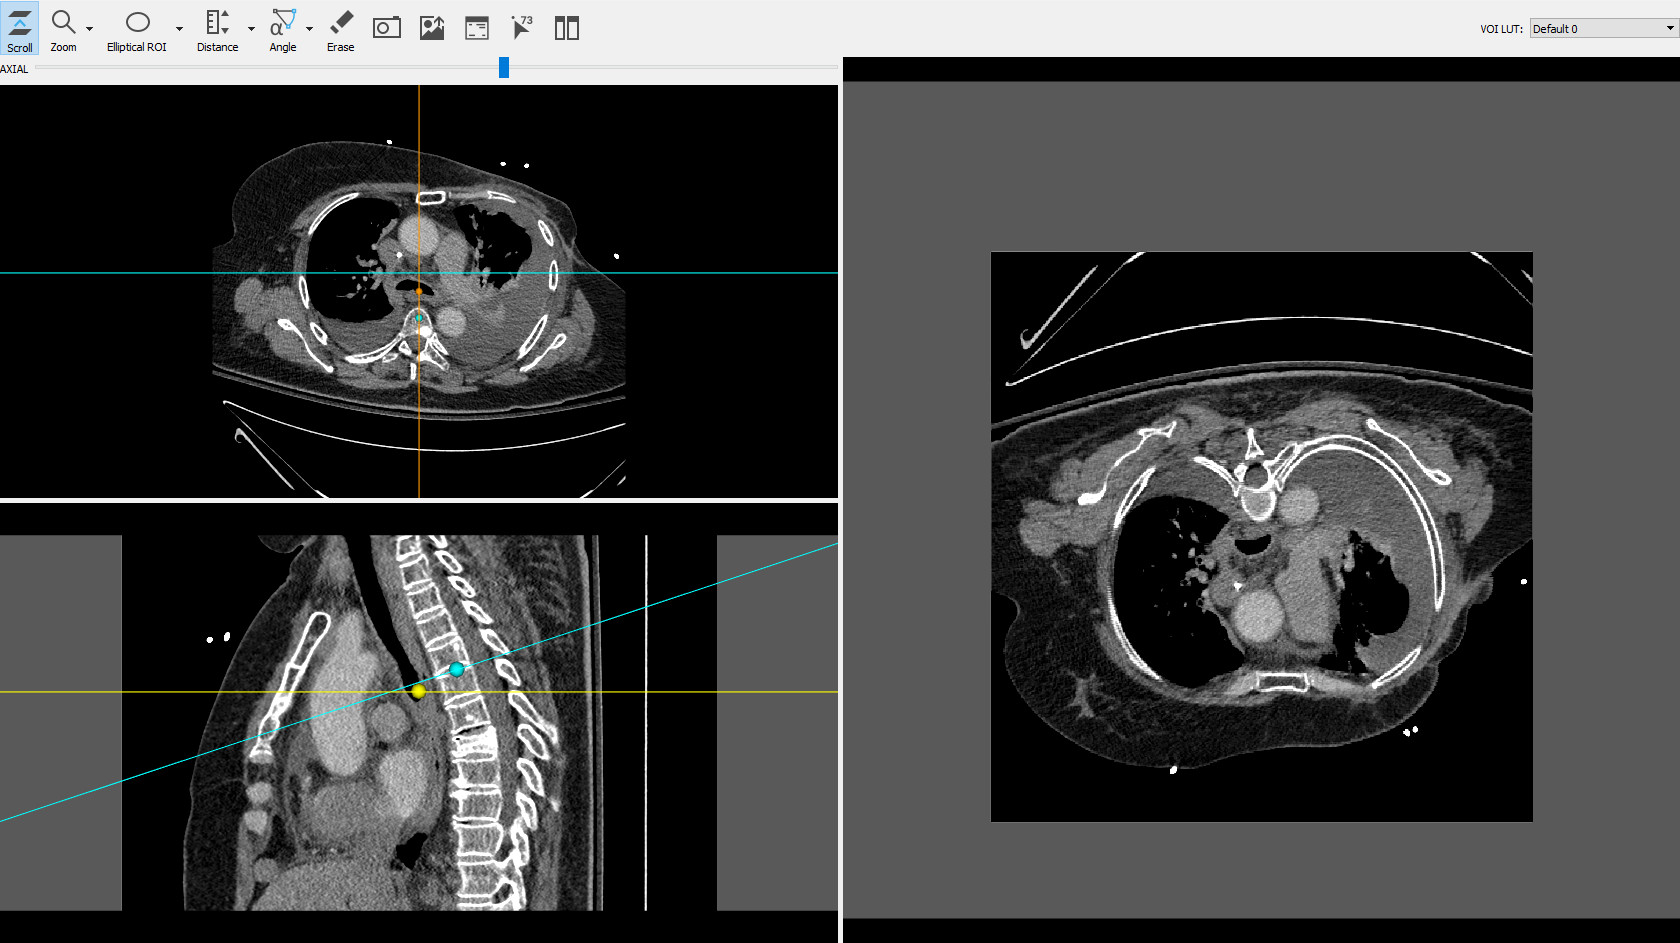 73
VOI LUT: Default 0
Scroll Zoom Elliptical ROI Distance Angle Erase
AXIAL